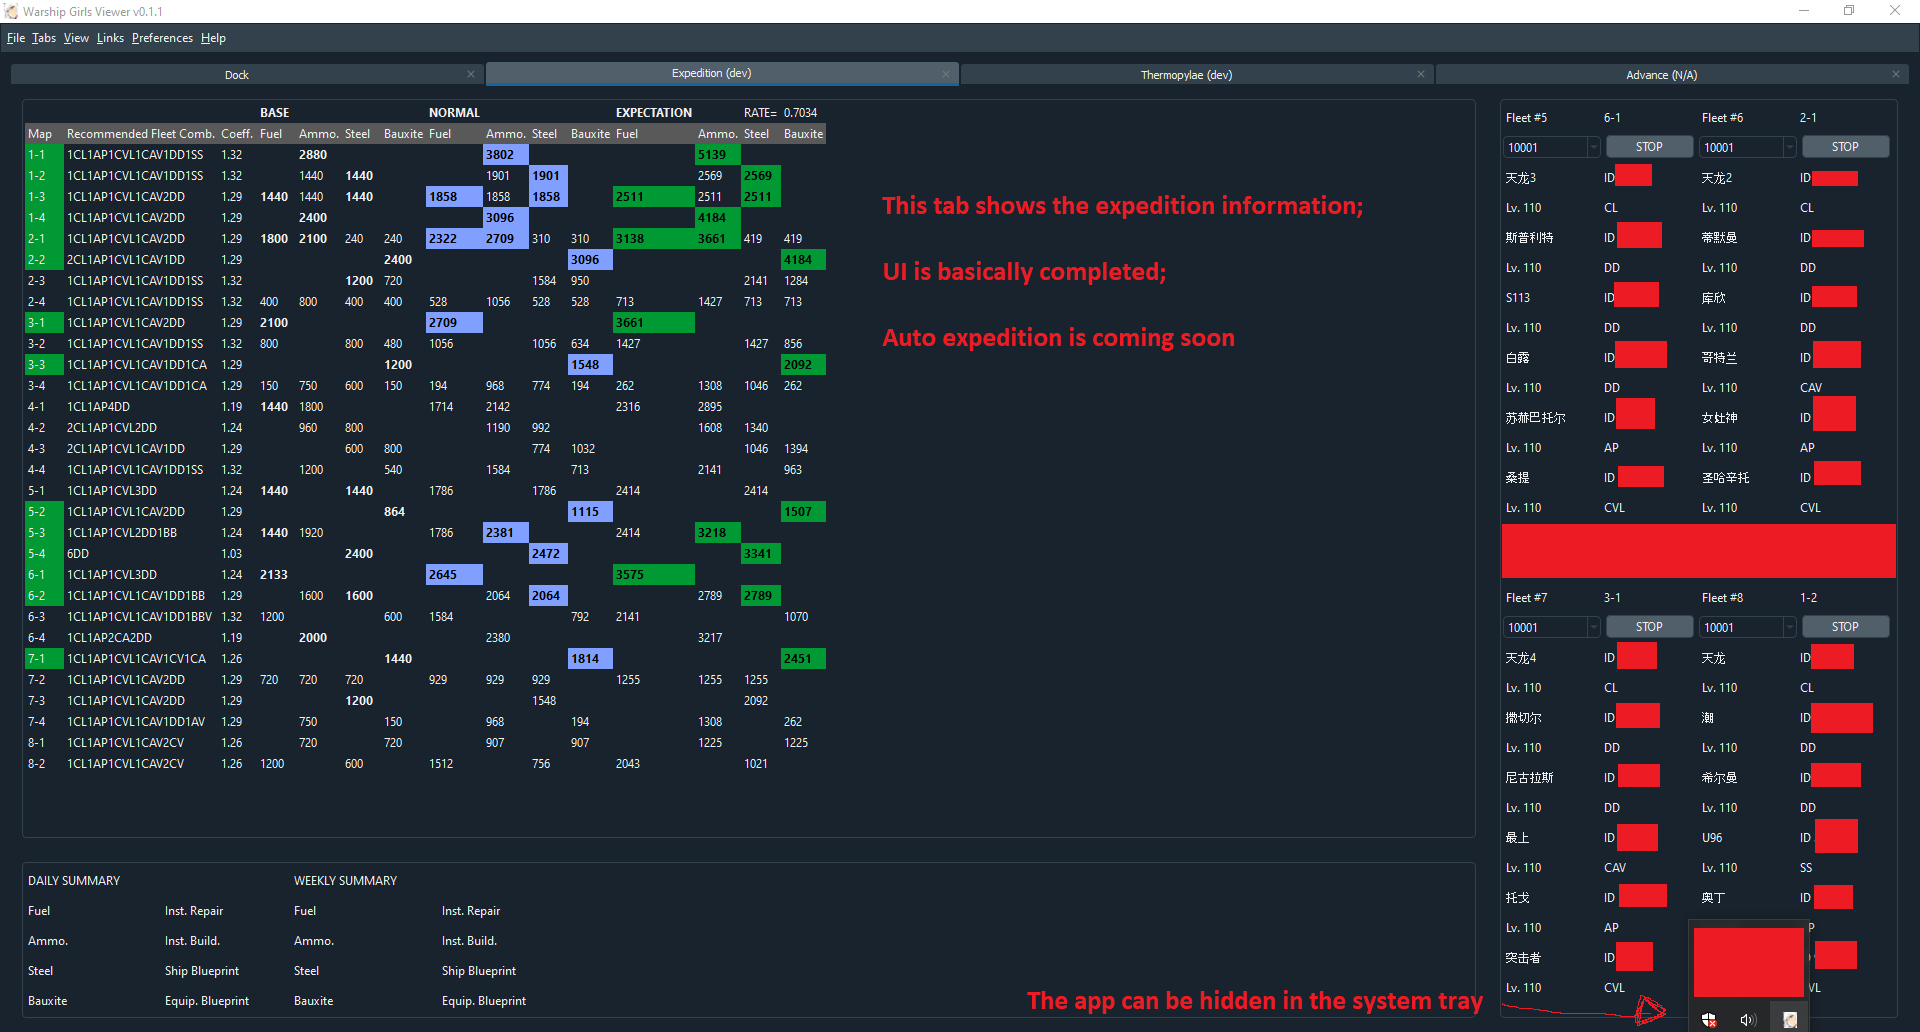 Warship Girls Viewer v0.1.1
File Tabs View Links Preferences Help
Dock Expedition (dev) Thermopylae (dev) Advance (N/A)
BASE NORMAL EXPECTATION RATE= 0.7034
Map Recommended Fleet Comb. Coeff. Fuel Ammo. Steel Bauxite Fuel Ammo. Steel Bauxite Fuel Ammo. Steel Bauxite
1-1 1CL1AP1CVL1CAV1DD1SS 1.32 2880 3802 5139
1-2 1CL1AP1CVL1CAV1DD1SS 1.32 1440 1440 1901 1901 2569 2569
1-3 1CL1AP1CVL1CAV2DD 1.29 1440 1440 1440 1858 1858 1858 2511 2511 2511
1-4 1CL1AP1CVL1CAV2DD 1.29 2400 3096 4184
2-1 1CL1AP1CVL1CAV2DD 1.29 1800 2100 240 240 2322 2709 310 310 3138 3661 419 419
2-2 2CL1AP1CVL1CAV1DD 1.29 2400 3096 4184
2-3 1CL1AP1CVL1CAV1DD1SS 1.32 1200 720 1584 950 2141 1284
2-4 1CL1AP1CVL1CAV1DD1SS 1.32 400 800 400 400 528 1056 528 528 713 1427 713 713
3-1 1CL1AP1CVL1CAV2DD 1.29 2100 2709 3661
3-2 1CL1AP1CVL1CAV1DD1SS 1.32 800 800 480 1056 1056 634 1427 1427 856
3-3 1CL1AP1CVL1CAV1DD1CA 1.29 1200 1548 2092
3-4 1CL1AP1CVL1CAV1DD1CA 1.29 150 750 600 150 194 968 774 194 262 1308 1046 262
4-1 1CL1AP4DD 1.19 1440 1800 1714 2142 2316 2895
4-2 2CL1AP1CVL2DD 1.24 960 800 1190 992 1608 1340
4-3 2CL1AP1CVL1CAV1DD 1.29 600 800 774 1032 1046 1394
4-4 1CL1AP1CVL1CAV1DD1SS 1.32 1200 540 1584 713 2141 963
5-1 1CL1AP1CVL3DD 1.24 1440 1440 1786 1786 2414 2414
5-2 1CL1AP1CVL1CAV2DD 1.29 864 1115 1507
5-3 1CL1AP1CVL2DD1BB 1.24 1440 1920 1786 2381 2414 3218
5-4 6DD 1.03 2400 2472 3341
6-1 1CL1AP1CVL3DD 1.24 2133 2645 3575
6-2 1CL1AP1CVL1CAV1DD1BB 1.29 1600 1600 2064 2064 2789 2789
6-3 1CL1AP1CVL1CAV1DD1BBV 1.32 1200 600 1584 792 2141 1070
6-4 1CL1AP2CA2DD 1.19 2000 2380 3217
7-1 1CL1AP1CVL1CAV1CV1CA 1.26 1440 1814 2451
7-2 1CL1AP1CVL1CAV2DD 1.29 720 720 720 929 929 929 1255 1255 1255
7-3 1CL1AP1CVL1CAV2DD 1.29 1200 1548 2092
7-4 1CL1AP1CVL1CAV1DD1AV 1.29 750 150 968 194 1308 262
8-1 1CL1AP1CVL1CAV2CV 1.26 720 720 907 907 1225 1225
8-2 1CL1AP1CVL1CAV2CV 1.26 1200 600 1512 756 2043 1021
This tab shows the expedition information;
UI is basically completed;
Auto expedition is coming soon
DAILY SUMMARY WEEKLY SUMMARY
Fuel Inst. Repair Fuel Inst. Repair
Ammo. Inst. Build. Ammo. Inst. Build.
Steel Ship Blueprint Steel Ship Blueprint
Bauxite Equip. Blueprint Bauxite Equip. Blueprint
The app can be hidden in the system tray
Fleet #5 6-1 Fleet #6 2-1
10001 STOP 10001 STOP
天龙3 ID 天龙2 ID
Lv. 110 CL Lv. 110 CL
斯普利特 ID 蒂默曼 ID
Lv. 110 DD Lv. 110 DD
S113 ID 库欣 ID
Lv. 110 DD Lv. 110 DD
白露 ID 哥特兰 ID
Lv. 110 DD Lv. 110 CAV
苏赫巴托尔 ID 女灶神 ID
Lv. 110 AP Lv. 110 AP
桑提 ID 圣哈辛托 ID
Lv. 110 CVL Lv. 110 CVL
Fleet #7 3-1 Fleet #8 1-2
10001 STOP 10001 STOP
天龙4 ID 天龙 ID
Lv. 110 CL Lv. 110 CL
撒切尔 ID 潮 ID
Lv. 110 DD Lv. 110 DD
尼古拉斯 ID 希尔曼 ID
Lv. 110 DD Lv. 110 DD
最上 ID U96 ID
Lv. 110 CAV Lv. 110 SS
托戈 ID 奥丁 ID
Lv. 110 AP
突击者 ID
Lv. 110 CVL